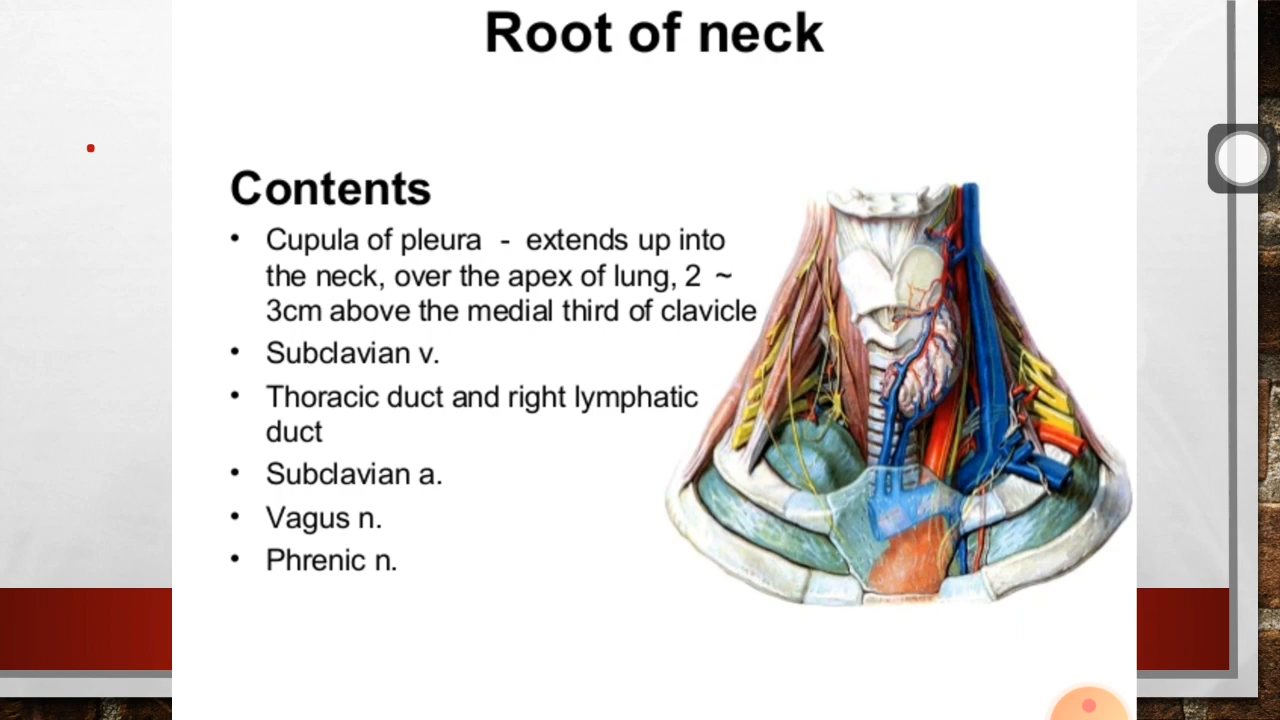 Root of neck
Contents
• Cupula of pleura - extends up into
the neck, over the apex of lung, 2 ~
3cm above the medial third of clavicle
• Subclavian v.
• Thoracic duct and right lymphatic
duct
• Subclavian a.
• Vagus n.
• Phrenic n.